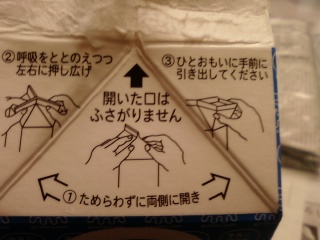 ②呼吸をととのえつつ
左右に押し広げ
③ひとおもいに手前に
引き出してください
開いた口は
ふさがりません
①ためらわずに両側に開き